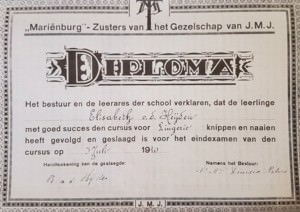 „Mariënburg"- Zusters van het Gezelschap van J.M.J.
DIPLOMA
Het bestuur en de leerares der school verklaren, dat de leerlinge
Elisabeth v.d. Heijden
met goed succes den cursus voor Lingerie knippen en naaien
heeft gevolgd en geslaagd is voor het eindexamen van den
cursus op Juli 19
Handteekening van de geslaagde: Namens het Bestuur:
J.M.J.